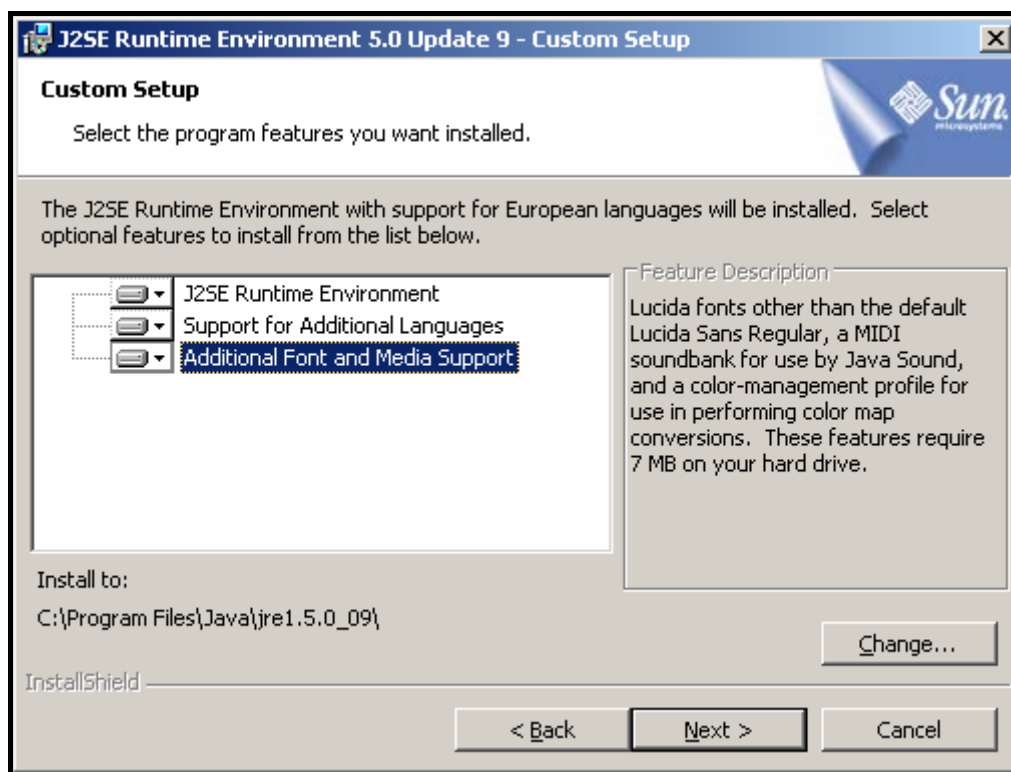 J2SE Runtime Environment 5.0 Update 9 - Custom Setup
Custom Setup
Select the program features you want installed.
Sun
microsystems
The J2SE Runtime Environment with support for European languages will be installed. Select
optional features to install from the list below.
J2SE Runtime Environment
Support for Additional Languages
Additional Font and Media Support
Feature Description
Lucida fonts other than the default
Lucida Sans Regular, a MIDI
soundbank for use by Java Sound,
and a color-management profile for
use in performing color map
conversions. These features require
7 MB on your hard drive.
Install to:
C:\Program Files\Java\jre1.5.0_09\
Change...
InstallShield
< Back
Next >
Cancel